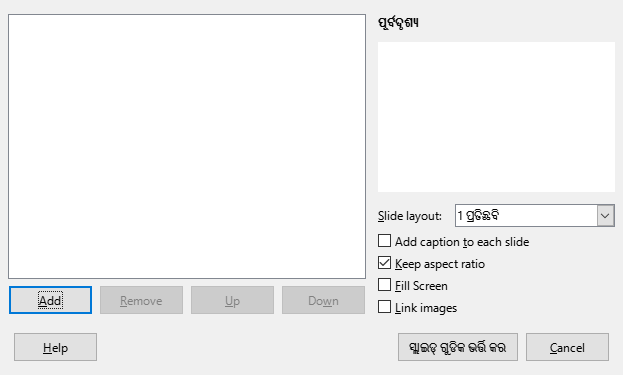 ପୂର୍ବଦୃଶ୍ୟ
Slide layout: 1 ପ୍ରତିଛବି
Add caption to each slide
Keep aspect ratio
Fill Screen
Link images
Add Remove Up Down
Help ସ୍ଲାଇଡ୍ ଗୁଡିକ ଭର୍ତ୍ତି କର Cancel